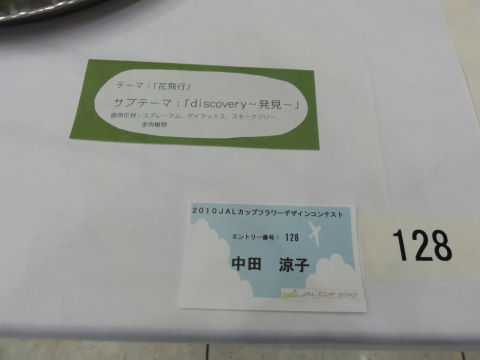 テーマ：「花飛行」
サブテーマ：「discovery～発見～」
使用花材：スプレーマム、ゲイラックス、スモークツリー、
多肉植物
2010JALカップフラワーデザインコンテスト
エントリー番号： 128
中田　涼子
JAL CUP 2010
128